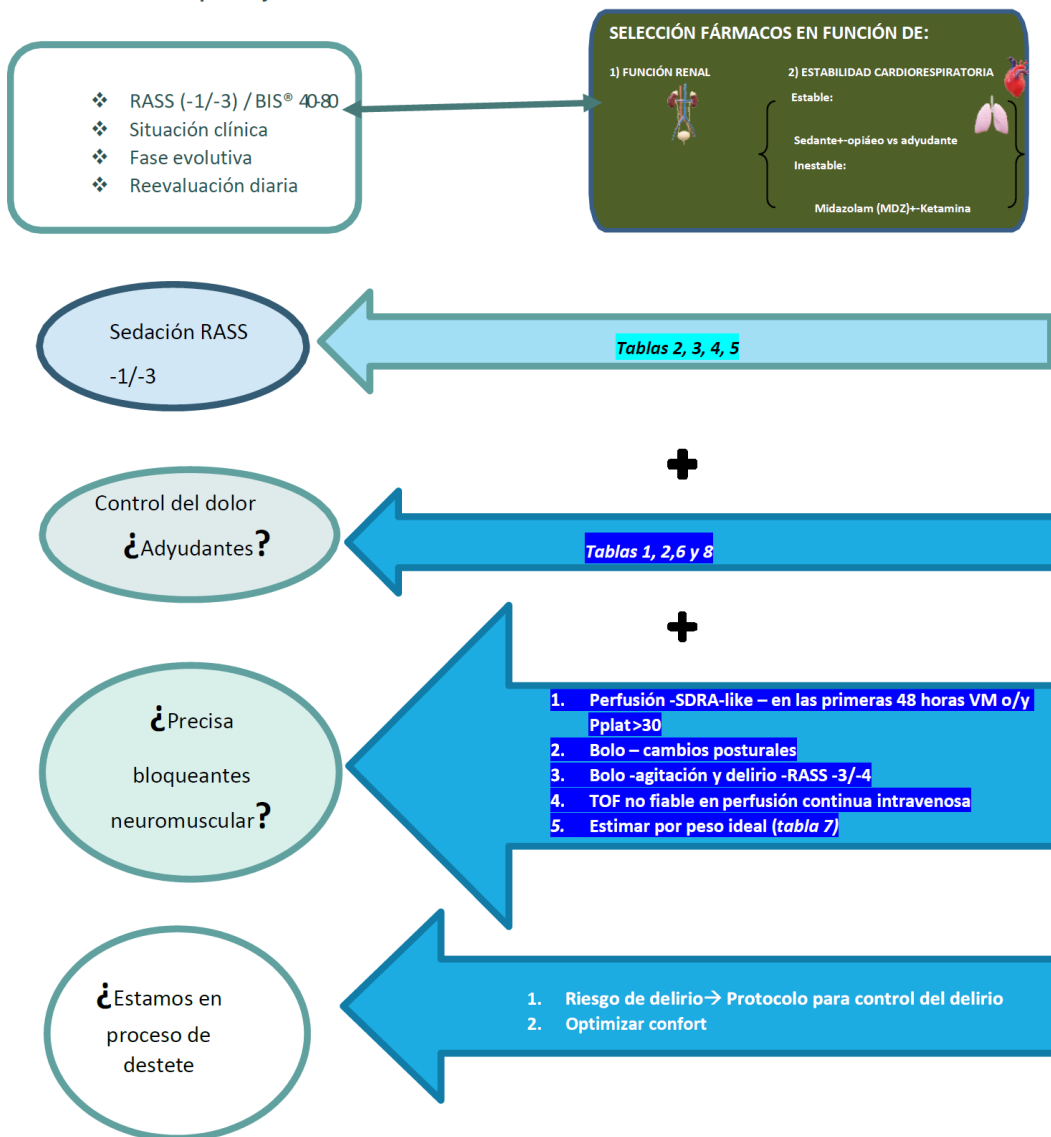 ❖ RASS (-1/-3) / BIS® 40-80
❖ Situación clínica
❖ Fase evolutiva
❖ Reevaluación diaria
SELECCIÓN FÁRMACOS EN FUNCIÓN DE:
1) FUNCIÓN RENAL
2) ESTABILIDAD CARDIORESPIRATORIA
Estable:
Sedante+-opiáeo vs adyudante
Inestable:
Midazolam (MDZ)+-Ketamina
Sedación RASS
-1/-3
Tablas 2, 3, 4, 5
+
Control del dolor
¿Adyudantes?
Tablas 1, 2,6 y 8
+
¿Precisa
bloqueantes
neuromuscular?
1. Perfusión -SDRA-like – en las primeras 48 horas VM o/y
Pplat>30
2. Bolo – cambios posturales
3. Bolo -agitación y delirio -RASS -3/-4
4. TOF no fiable en perfusión continua intravenosa
5. Estimar por peso ideal (tabla 7)
¿Estamos en
proceso de
destete
1. Riesgo de delirio→ Protocolo para control del delirio
2. Optimizar confort